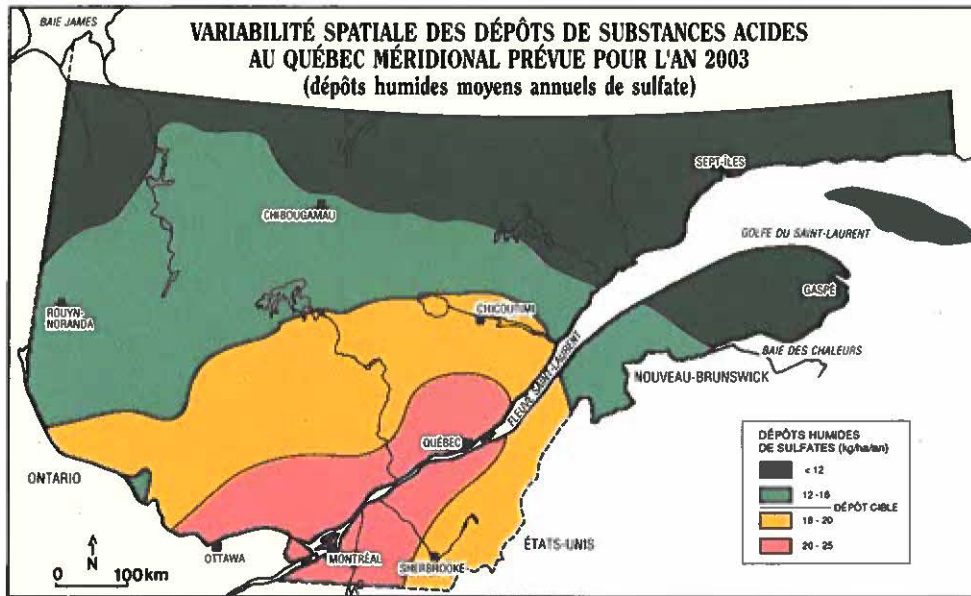 BAIE JAMES
VARIABILITÉ SPATIALE DES DÉPÔTS DE SUBSTANCES ACIDES
AU QUÉBEC MÉRIDIONAL PRÉVUE POUR L'AN 2003
(dépôts humides moyens annuels de sulfate)
SEPT-ÎLES
CHIBOUGAMAU
GOLFE DU SAINT-LAURENT
GASPÉ
ROUYN-
NORANDA
CHICOUTIMI
FLEUVE SAINT-LAURENT
BAIE DES CHALEURS
NOUVEAU-BRUNSWICK
QUÉBEC
DÉPÔTS HUMIDES
DE SULFATES (kg/ha/an)
< 12
12-18
DÉPÔT CIBLE
18 - 20
20 - 25
ONTARIO
ÉTATS-UNIS
OTTAWA
MONTRÉAL
SHERBROOKE
N
0 100km